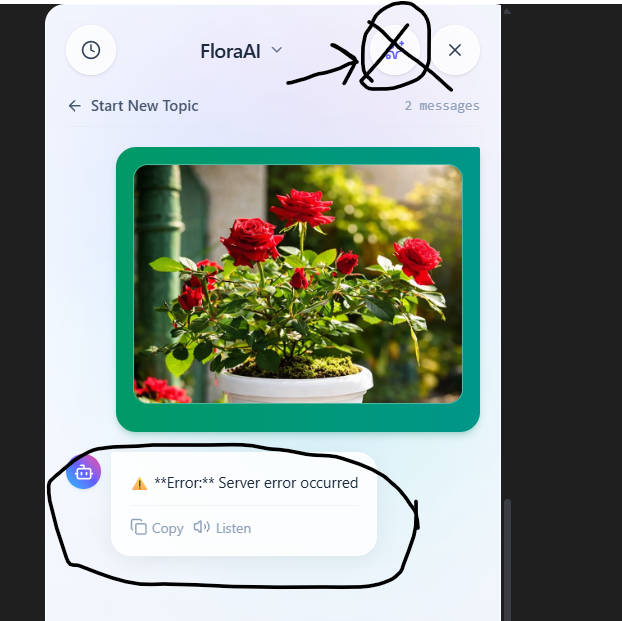 FloraAI
Start New Topic
2 messages
**Error:** Server error occurred
Copy
Listen